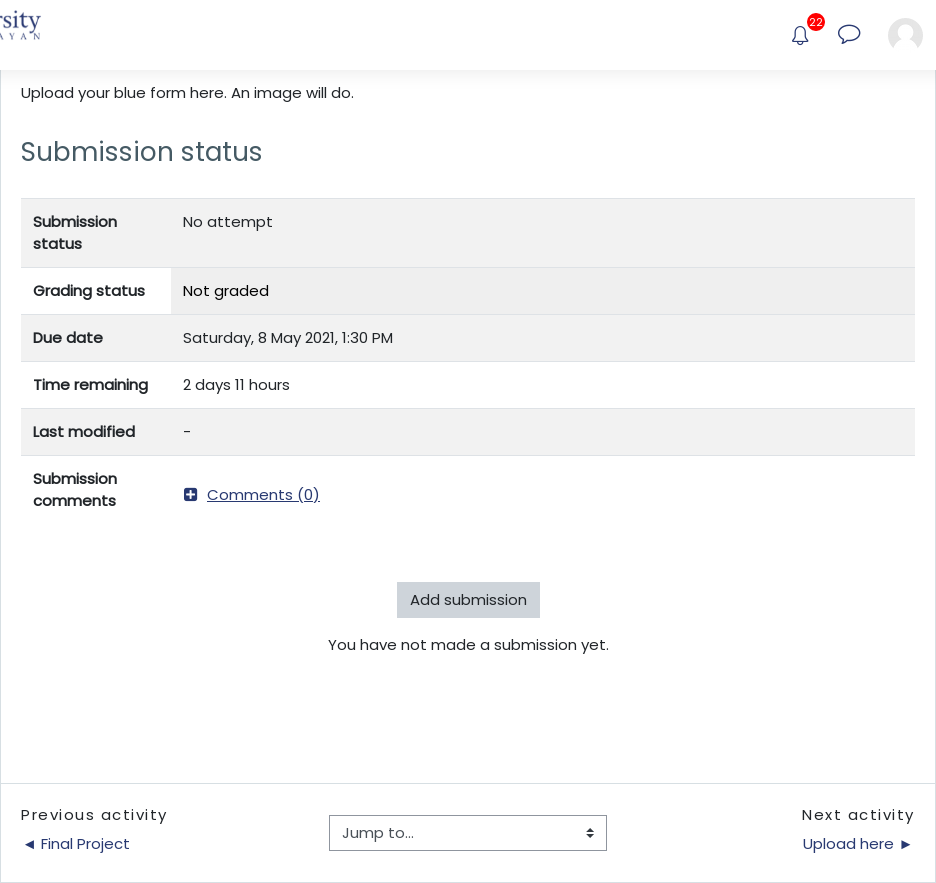 22
Upload your blue form here. An image will do.
Submission status
Submission status
No attempt
Grading status
Not graded
Due date
Saturday, 8 May 2021, 1:30 PM
Time remaining
2 days 11 hours
Last modified
-
Submission comments
Comments (0)
Add submission
You have not made a submission yet.
Previous activity
◄ Final Project
Jump to...
Next activity
Upload here ►